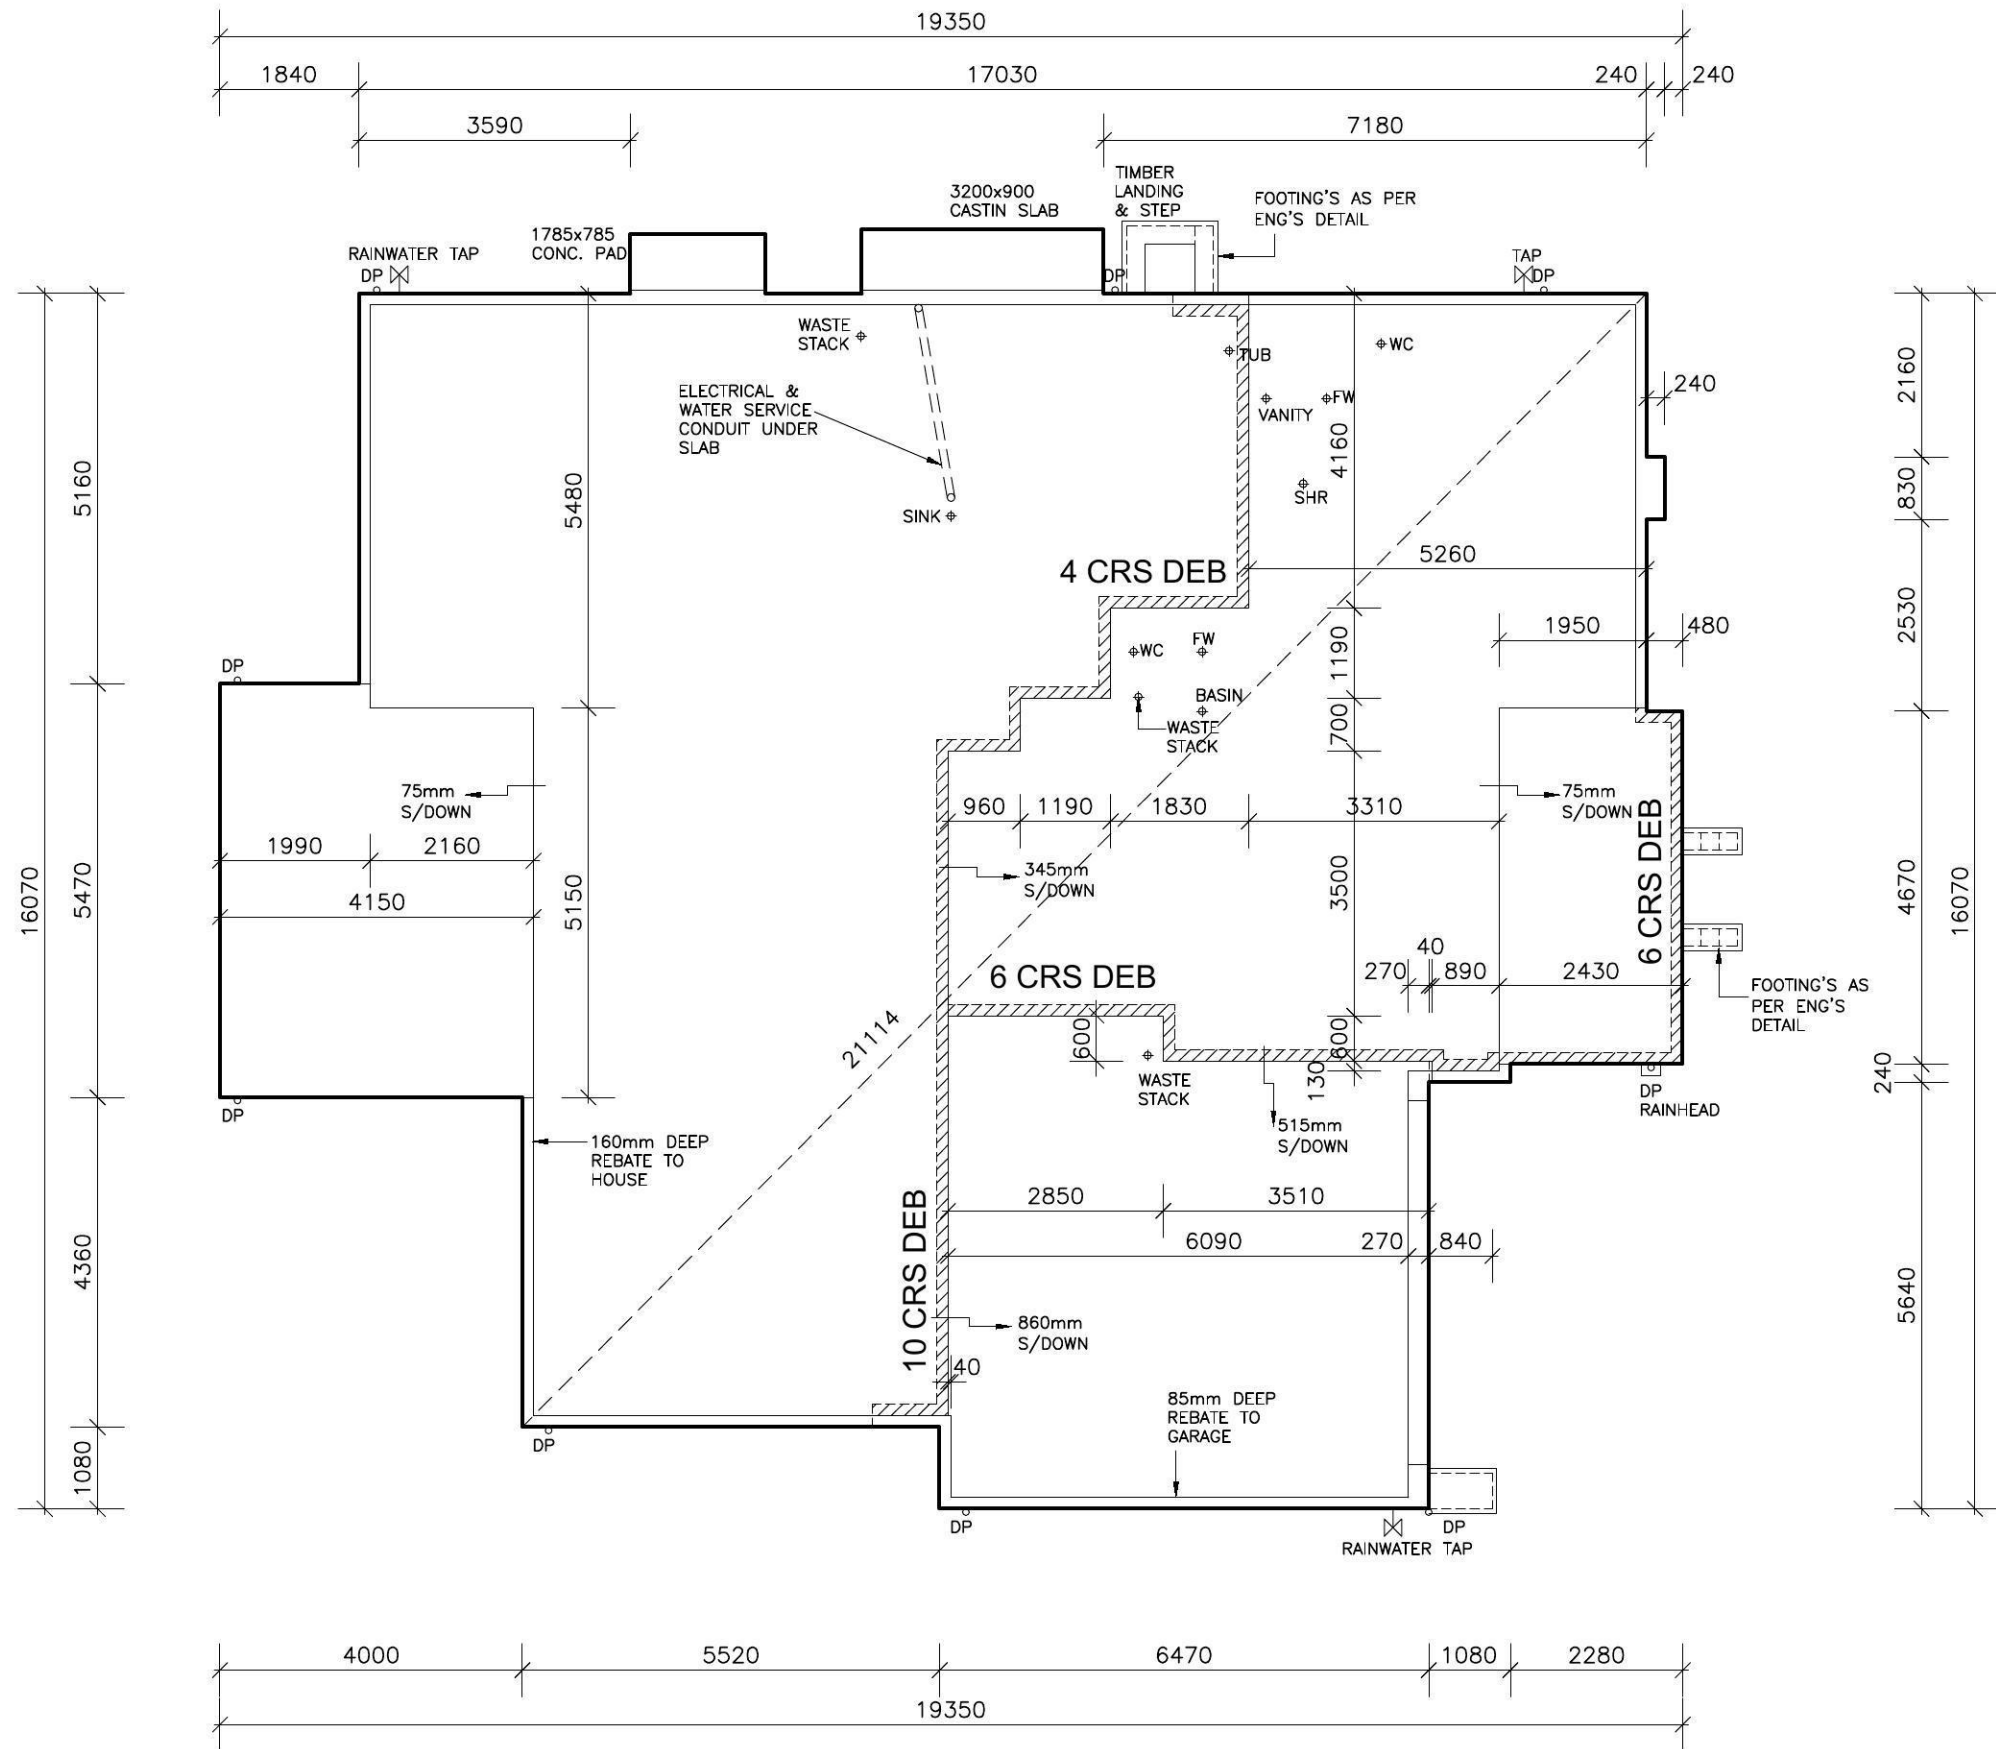 19350
1840
17030
240
240
3590
7180
TIMBER
LANDING
& STEP
3200x900
CASTIN SLAB
FOOTING'S AS PER
ENG'S DETAIL
1785x785
CONC. PAD
RAINWATER TAP
DP
DP
TAP
DP
WASTE
STACK
TUB
WC
VANITY
FW
240
2160
830
2530
ELECTRICAL &
WATER SERVICE
CONDUIT UNDER
SLAB
5160
5480
4160
SHR
SINK
4 CRS DEB
5260
1950
480
1190
WC
FW
BASIN
WASTE
STACK
700
DP
75mm
S/DOWN
75mm
S/DOWN
960
1190
1830
3310
1990
2160
4150
345mm
S/DOWN
3500
6 CRS DEB
16070
5470
5150
4670
16070
40
270
890
2430
6 CRS DEB
FOOTING'S AS
PER ENG'S
DETAIL
21114
600
600
130
WASTE
STACK
240
DP
RAINHEAD
DP
515mm
S/DOWN
160mm DEEP
REBATE TO
HOUSE
2850
3510
6090
270
840
4360
5640
10 CRS DEB
860mm
S/DOWN
40
85mm DEEP
REBATE TO
GARAGE
DP
1080
DP
DP
RAINWATER TAP
4000
5520
6470
1080
2280
19350